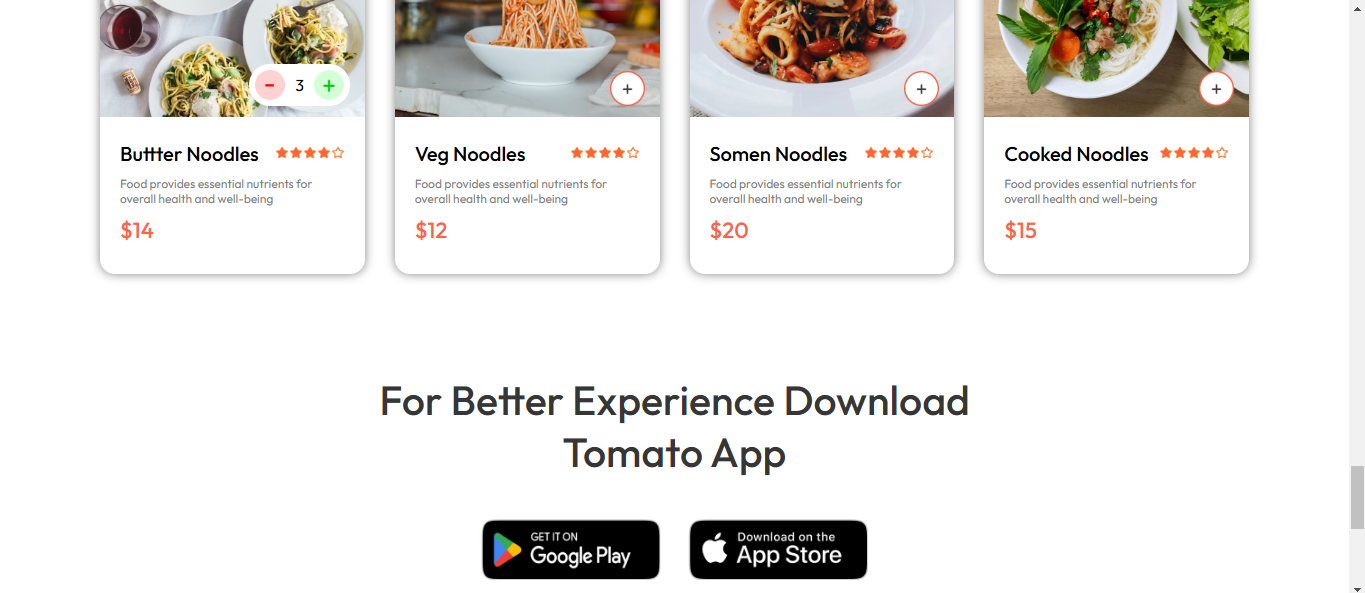 - 3 +
+
+
+
Buttter Noodles
Food provides essential nutrients for
overall health and well-being
$14
Veg Noodles
Food provides essential nutrients for
overall health and well-being
$12
Somen Noodles
Food provides essential nutrients for
overall health and well-being
$20
Cooked Noodles
Food provides essential nutrients for
overall health and well-being
$15
For Better Experience Download
Tomato App
GET IT ON
Google Play
Download on the
App Store